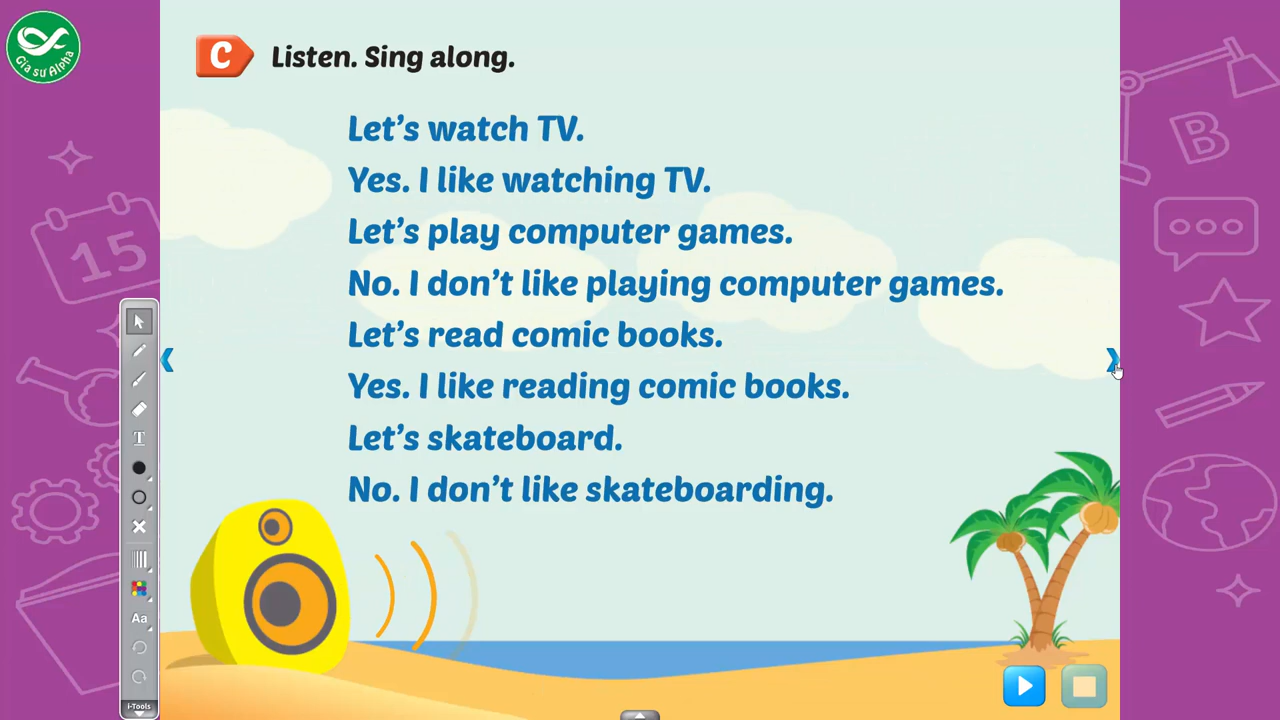 Gia sư Alpha
C Listen. Sing along.
Let's watch TV.
Yes. I like watching TV.
Let's play computer games.
No. I don't like playing computer games.
Let's read comic books.
Yes. I like reading comic books.
Let's skateboard.
No. I don't like skateboarding.
15
B
T
Aa
i-Tools